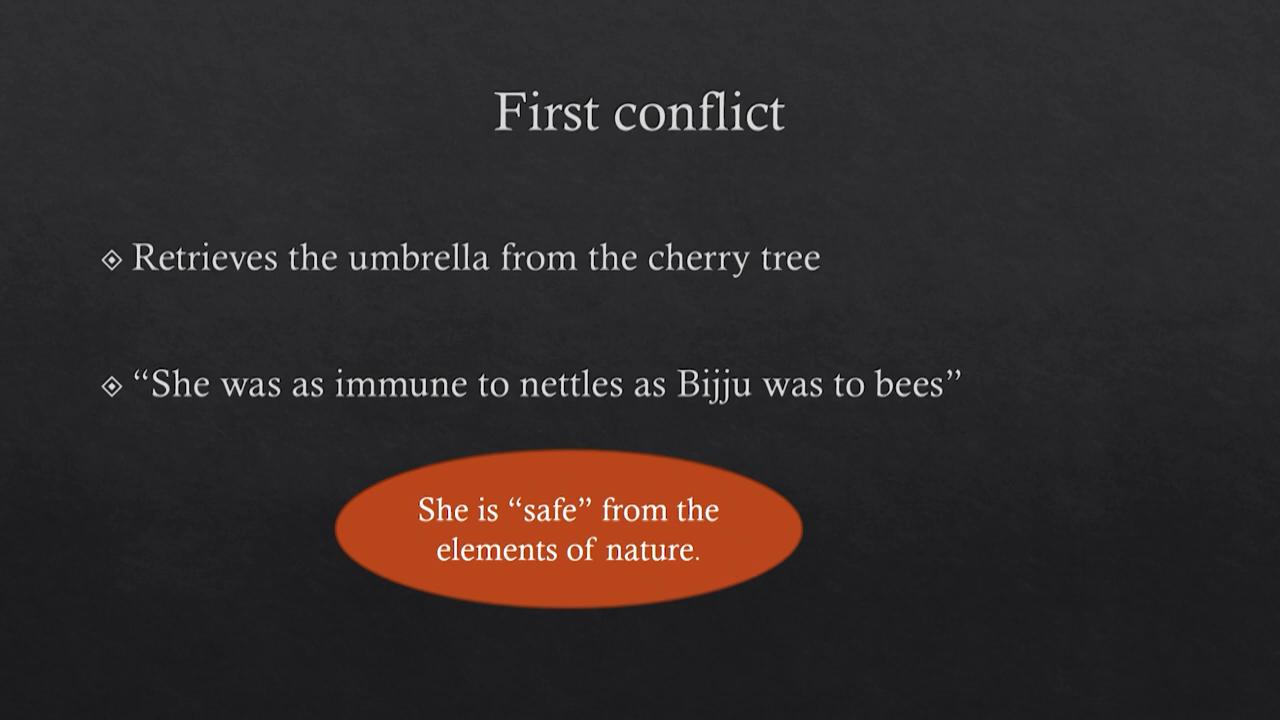 First conflict
Retrieves the umbrella from the cherry tree
“She was as immune to nettles as Bijju was to bees”
She is “safe” from the
elements of nature.